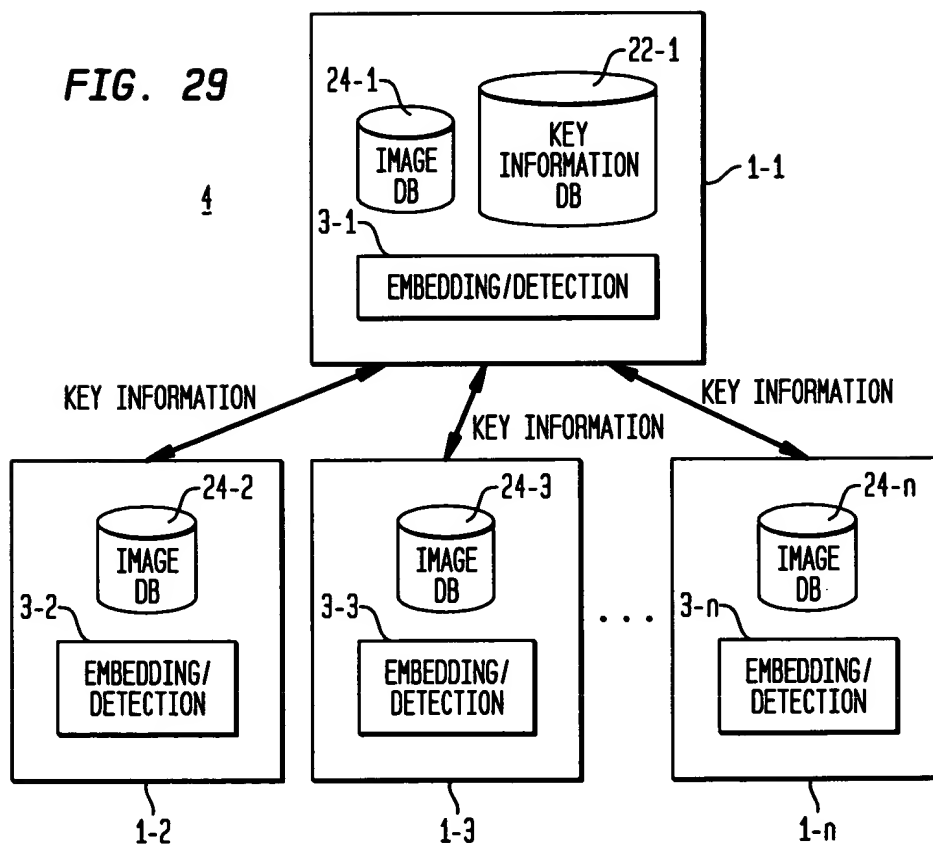 FIG. 29
4
24-1
22-1
IMAGE
DB
KEY
INFORMATION
DB
1-1
3-1
EMBEDDING/DETECTION
KEY INFORMATION
KEY INFORMATION
KEY INFORMATION
24-2
IMAGE
DB
3-2
EMBEDDING/
DETECTION
1-2
24-3
IMAGE
DB
3-3
EMBEDDING/
DETECTION
1-3
. . .
24-n
IMAGE
DB
3-n
EMBEDDING/
DETECTION
1-n